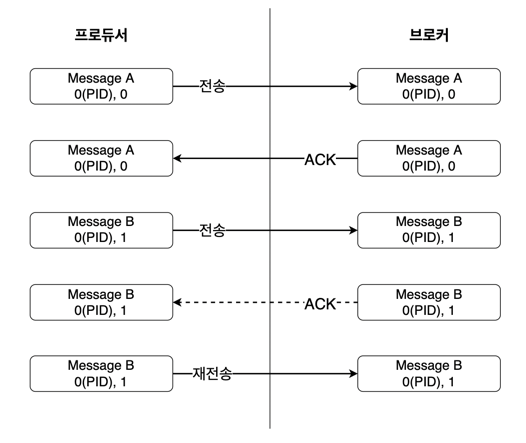 프로듀서
브로커
Message A
0(PID), 0
전송
Message A
0(PID), 0
Message A
0(PID), 0
ACK
Message A
0(PID), 0
Message B
0(PID), 1
전송
Message B
0(PID), 1
Message B
0(PID), 1
ACK
Message B
0(PID), 1
Message B
0(PID), 1
재전송
Message B
0(PID), 1